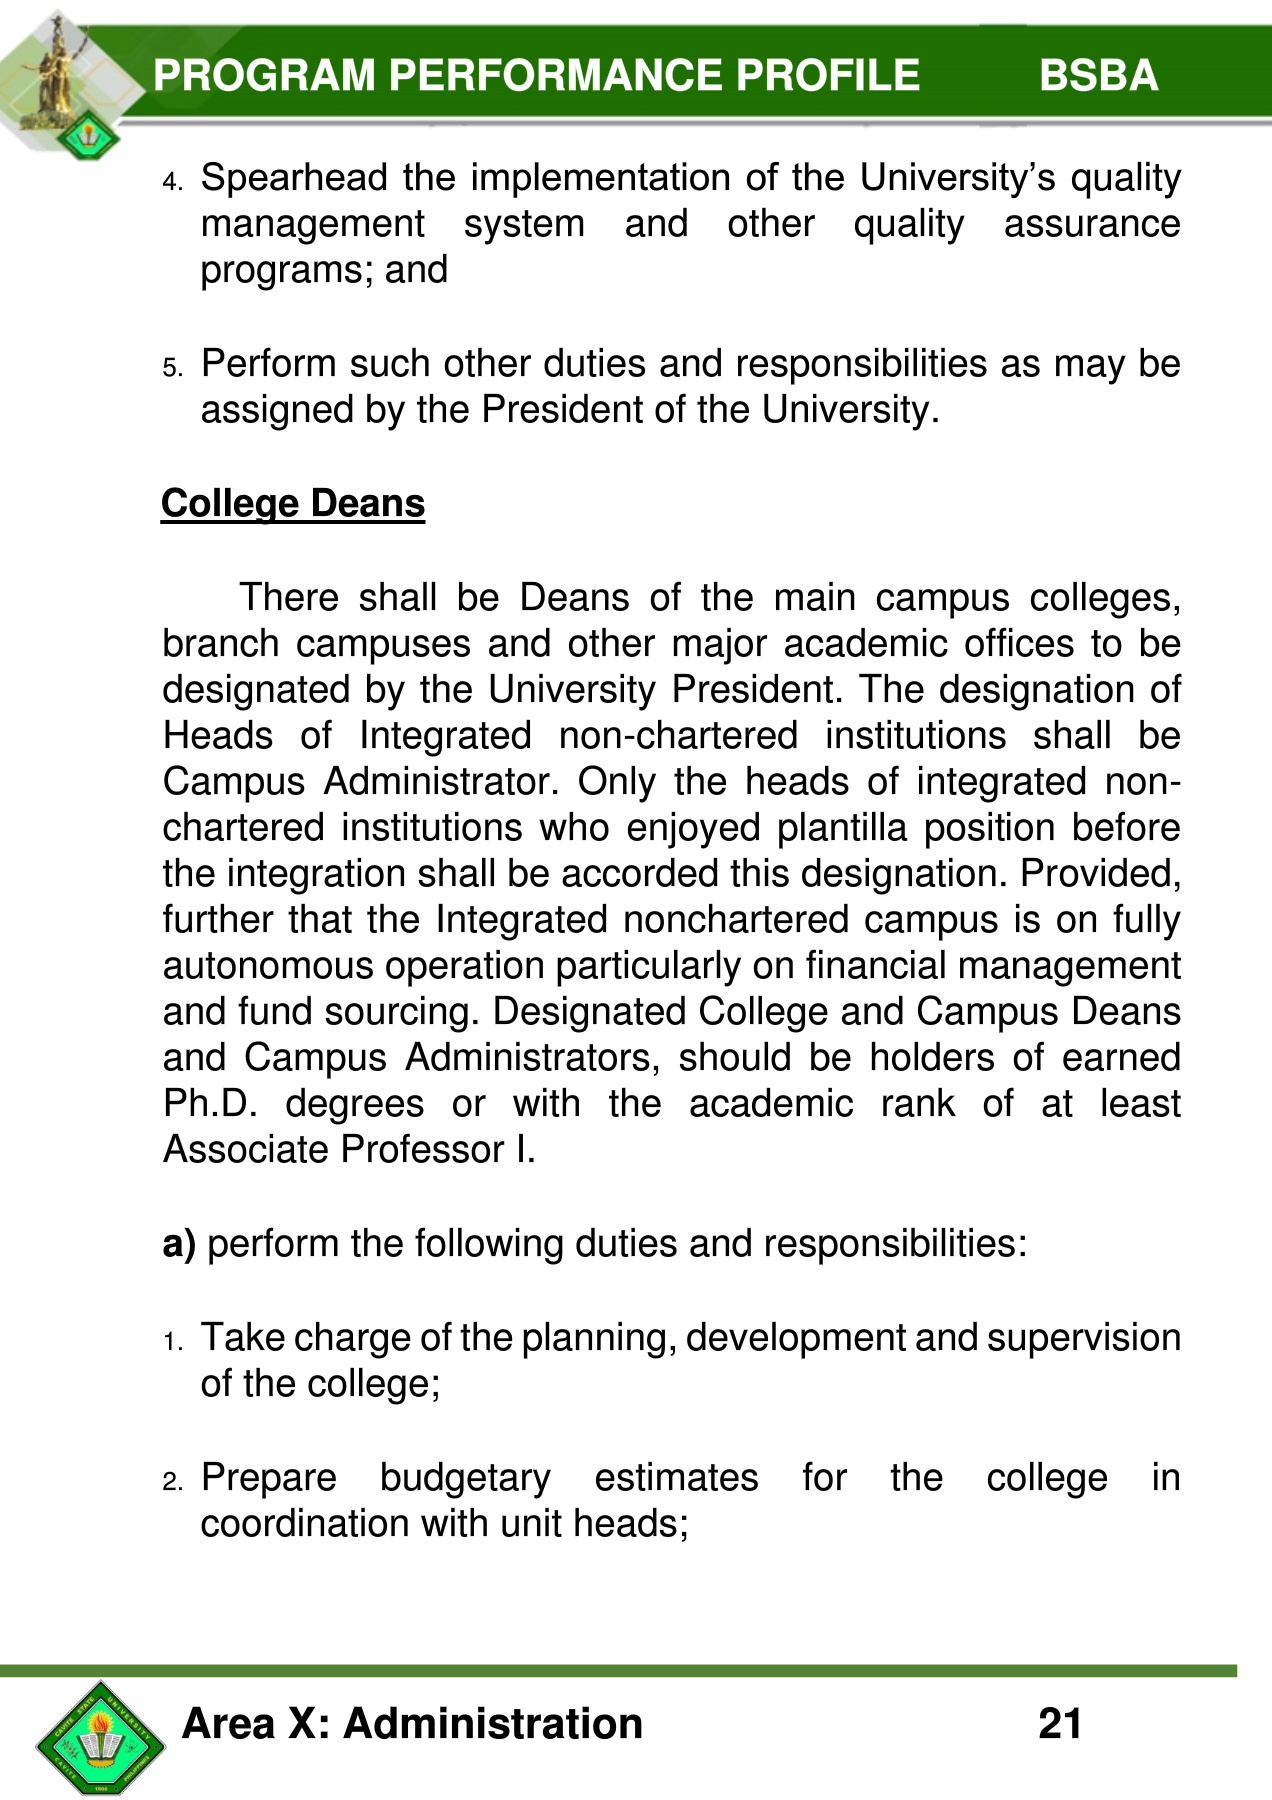 PROGRAM PERFORMANCE PROFILE BSBA
4. Spearhead the implementation of the University’s quality
management system and other quality assurance
programs; and
5. Perform such other duties and responsibilities as may be
assigned by the President of the University.
College Deans
There shall be Deans of the main campus colleges,
branch campuses and other major academic offices to be
designated by the University President. The designation of
Heads of Integrated non-chartered institutions shall be
Campus Administrator. Only the heads of integrated non-
chartered institutions who enjoyed plantilla position before
the integration shall be accorded this designation. Provided,
further that the Integrated nonchartered campus is on fully
autonomous operation particularly on financial management
and fund sourcing. Designated College and Campus Deans
and Campus Administrators, should be holders of earned
Ph.D. degrees or with the academic rank of at least
Associate Professor I.
a) perform the following duties and responsibilities:
1. Take charge of the planning, development and supervision
of the college;
2. Prepare budgetary estimates for the college in
coordination with unit heads;
CAVITE STATE UNIVERSITY
CAVITE PHILIPPINES
1906
Area X: Administration 21